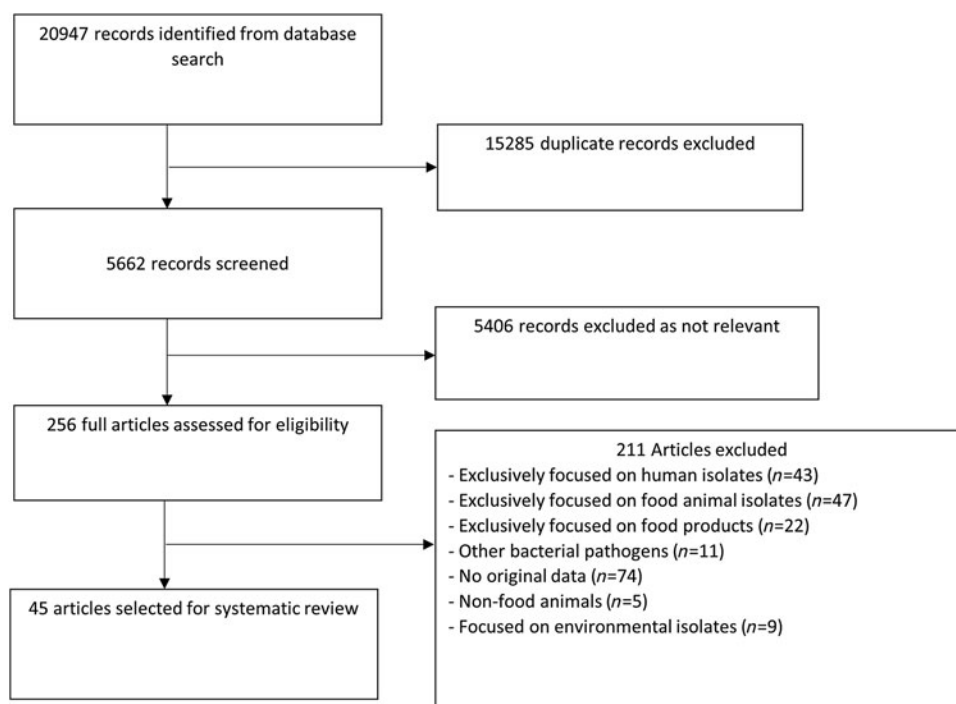 20947 records identified from database
search
15285 duplicate records excluded
5662 records screened
5406 records excluded as not relevant
256 full articles assessed for eligibility
211 Articles excluded
- Exclusively focused on human isolates (n=43)
- Exclusively focused on food animal isolates (n=47)
- Exclusively focused on food products (n=22)
- Other bacterial pathogens (n=11)
- No original data (n=74)
- Non-food animals (n=5)
- Focused on environmental isolates (n=9)
45 articles selected for systematic review